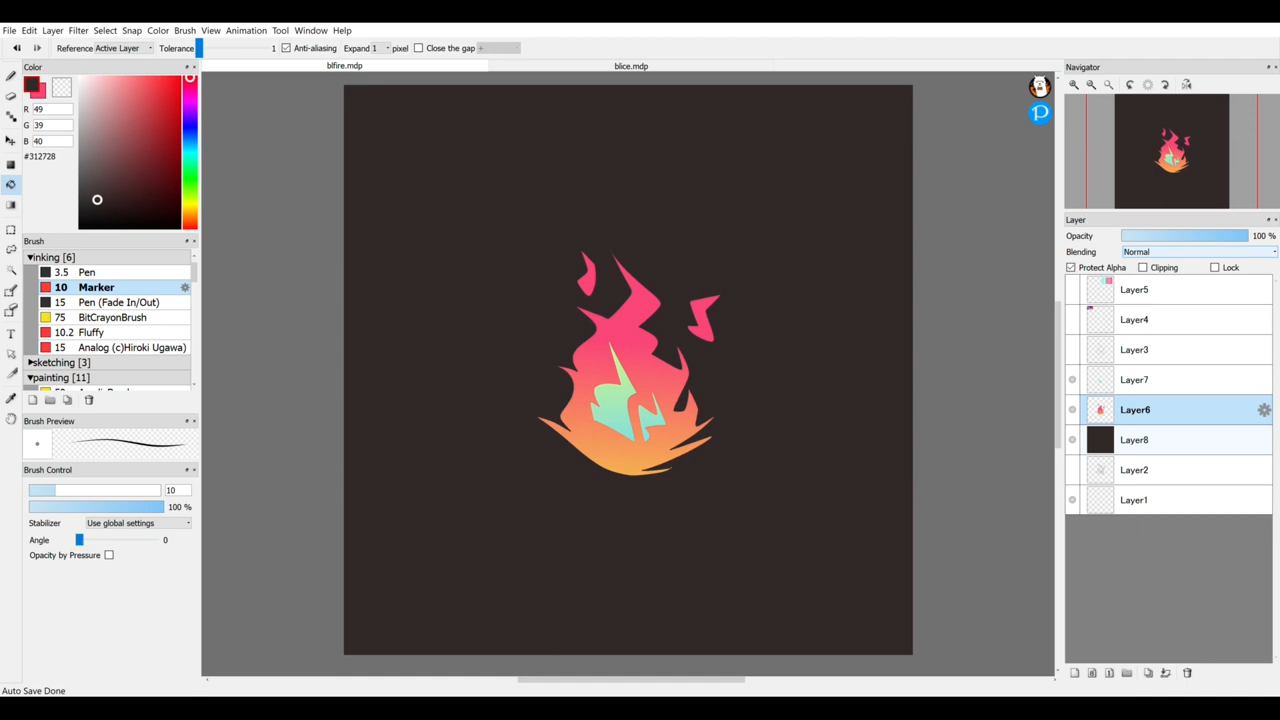 File Edit Layer Filter Select Snap Color Brush View Animation Tool Window Help
Reference Active Layer Tolerance 1 Anti-aliasing Expand 1 pixel Close the gap
Color
blfire.mdp
blice.mdp
Navigator
R 49
G 39
B 40
#312728
Layer
Opacity 100 %
Blending Normal
Protect Alpha Clipping Lock
Brush
inking [6]
3.5 Pen
10 Marker
15 Pen (Fade In/Out)
75 BitCrayonBrush
10.2 Fluffy
15 Analog (c)Hiroki Ugawa)
sketching [3]
painting [11]
Layer5
Layer4
Layer3
Layer7
Layer6
Layer8
Layer2
Layer1
Brush Preview
Brush Control
10
100 %
Stabilizer Use global settings
Angle 0
Opacity by Pressure
Auto Save Done